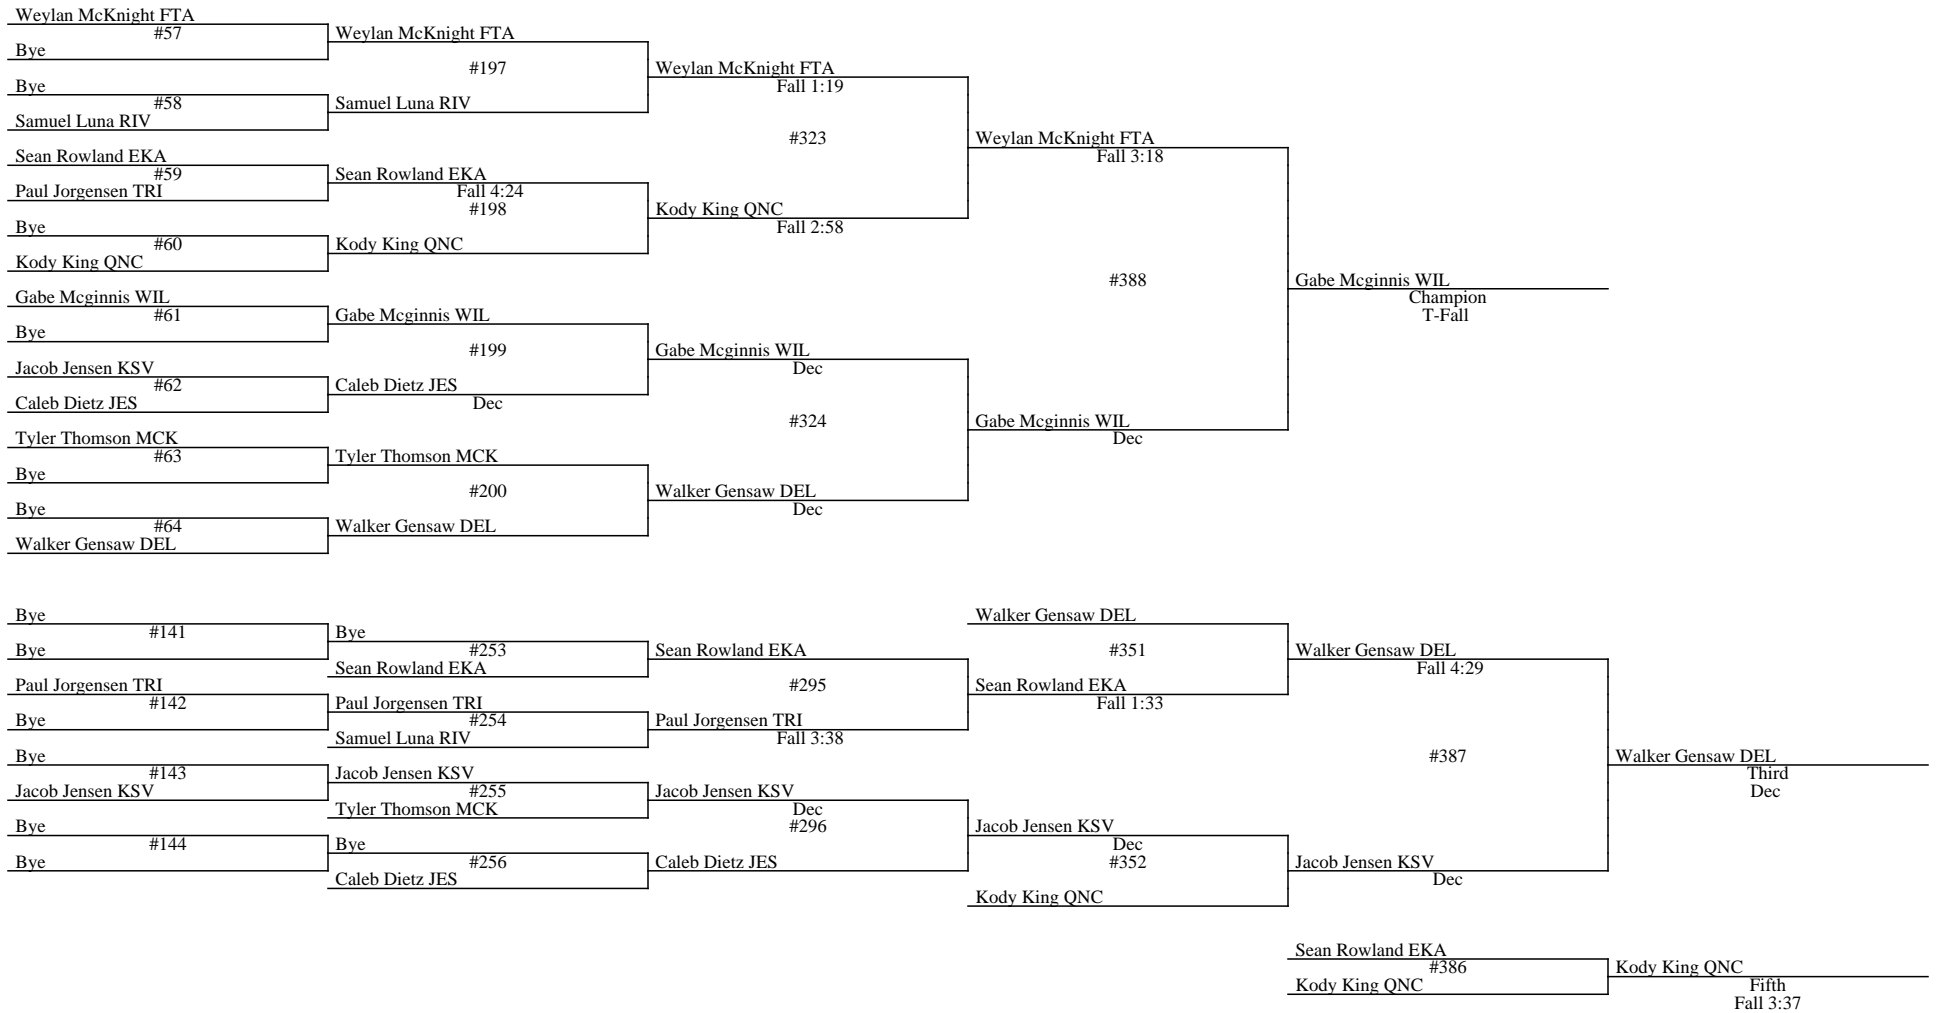 Weylan McKnight FTA
#57
Bye
Weylan McKnight FTA
#197
Bye
#58
Samuel Luna RIV
Samuel Luna RIV
Weylan McKnight FTA
Fall 1:19
#323
Sean Rowland EKA
#59
Paul Jorgensen TRI
Sean Rowland EKA
Fall 4:24
#198
Bye
#60
Kody King QNC
Kody King QNC
Kody King QNC
Fall 2:58
Weylan McKnight FTA
Fall 3:18
#388
Gabe Mcginnis WIL
#61
Bye
Gabe Mcginnis WIL
#199
Jacob Jensen KSV
#62
Caleb Dietz JES
Caleb Dietz JES
Dec
Gabe Mcginnis WIL
Dec
#324
Tyler Thomson MCK
#63
Bye
Tyler Thomson MCK
#200
Bye
#64
Walker Gensaw DEL
Walker Gensaw DEL
Walker Gensaw DEL
Dec
Gabe Mcginnis WIL
Dec
Gabe Mcginnis WIL
Champion
T-Fall
Bye
#141
Bye
Bye
#253
Sean Rowland EKA
Sean Rowland EKA
#295
Paul Jorgensen TRI
#142
Bye
Paul Jorgensen TRI
#254
Samuel Luna RIV
Paul Jorgensen TRI
Fall 3:38
Walker Gensaw DEL
#351
Sean Rowland EKA
Fall 1:33
Walker Gensaw DEL
Fall 4:29
#387
Bye
#143
Jacob Jensen KSV
Jacob Jensen KSV
#255
Tyler Thomson MCK
Jacob Jensen KSV
Dec
#296
Bye
#144
Bye
Bye
#256
Caleb Dietz JES
Caleb Dietz JES
Jacob Jensen KSV
Dec
#352
Kody King QNC
Jacob Jensen KSV
Dec
Walker Gensaw DEL
Third
Dec
Sean Rowland EKA
#386
Kody King QNC
Kody King QNC
Fifth
Fall 3:37